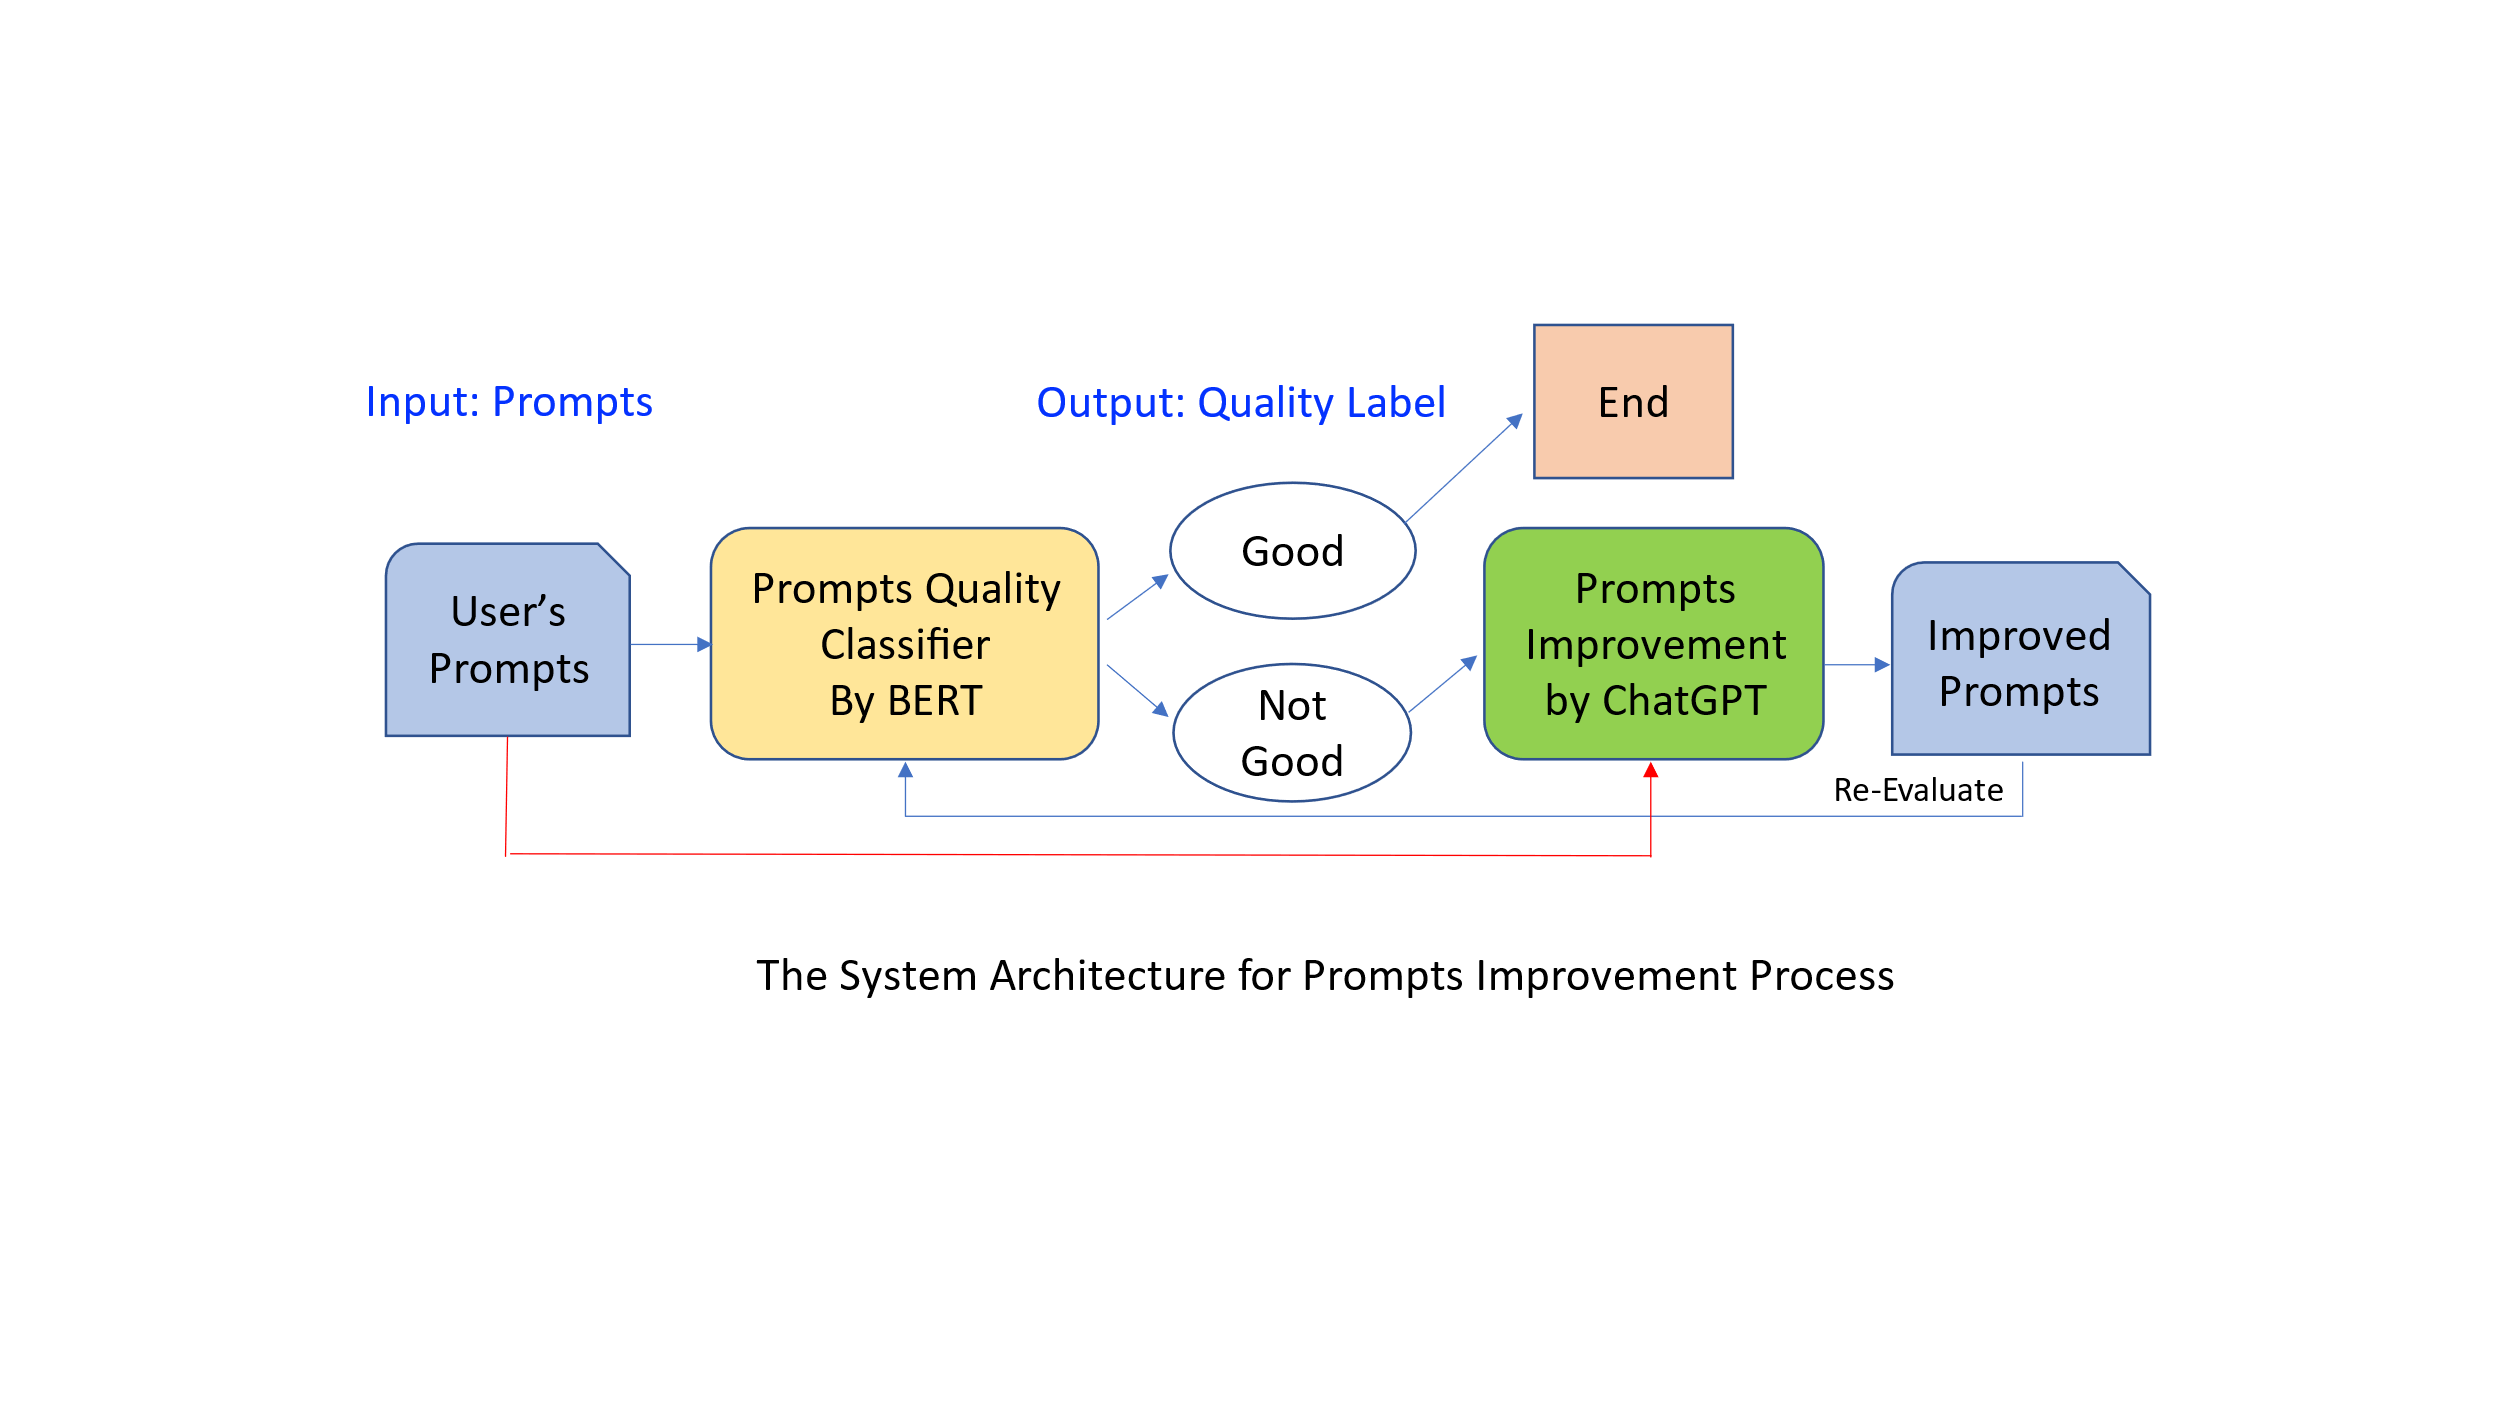 Input: Prompts
Output: Quality Label
End
User’s
Prompts
Prompts Quality
Classifier
By BERT
Good
Not
Good
Prompts
Improvement
by ChatGPT
Improved
Prompts
Re-Evaluate
The System Architecture for Prompts Improvement Process